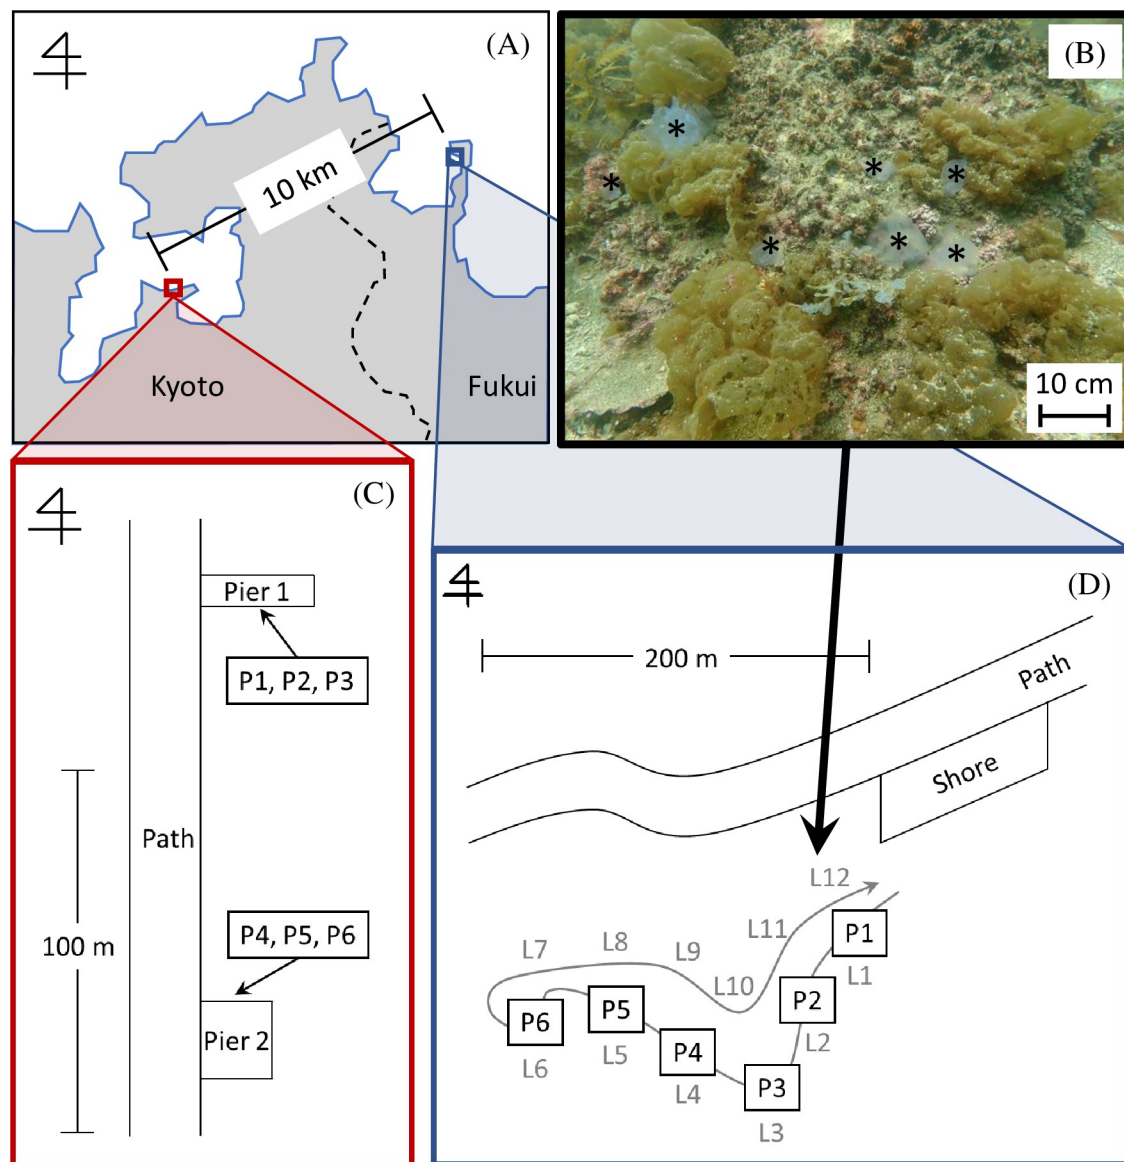 (A)
10 km
Kyoto
Fukui
(B)
*
*
*
*
*
*
*
10 cm
(C)
Pier 1
P1, P2, P3
Path
100 m
P4, P5, P6
Pier 2
(D)
200 m
Path
Shore
L12
L11
P1
L7
L8
L9
L1
L10
P2
P6
P5
L2
P4
L6
L5
P3
L4
L3